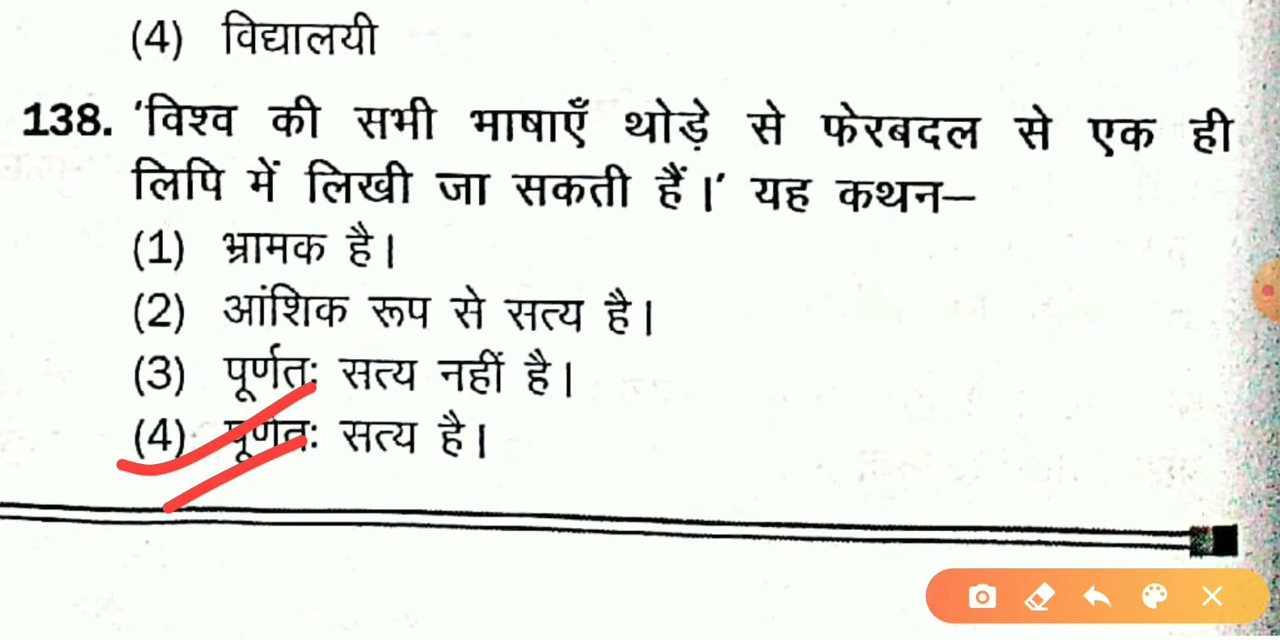 (4) विद्यालयी
138. 'विश्व की सभी भाषाएँ थोड़े से फेरबदल से एक ही
लिपि में लिखी जा सकती हैं।' यह कथन–
(1) भ्रामक है।
(2) आंशिक रूप से सत्य है।
(3) पूर्णतः सत्य नहीं है।
(4) पूर्णतः सत्य है।